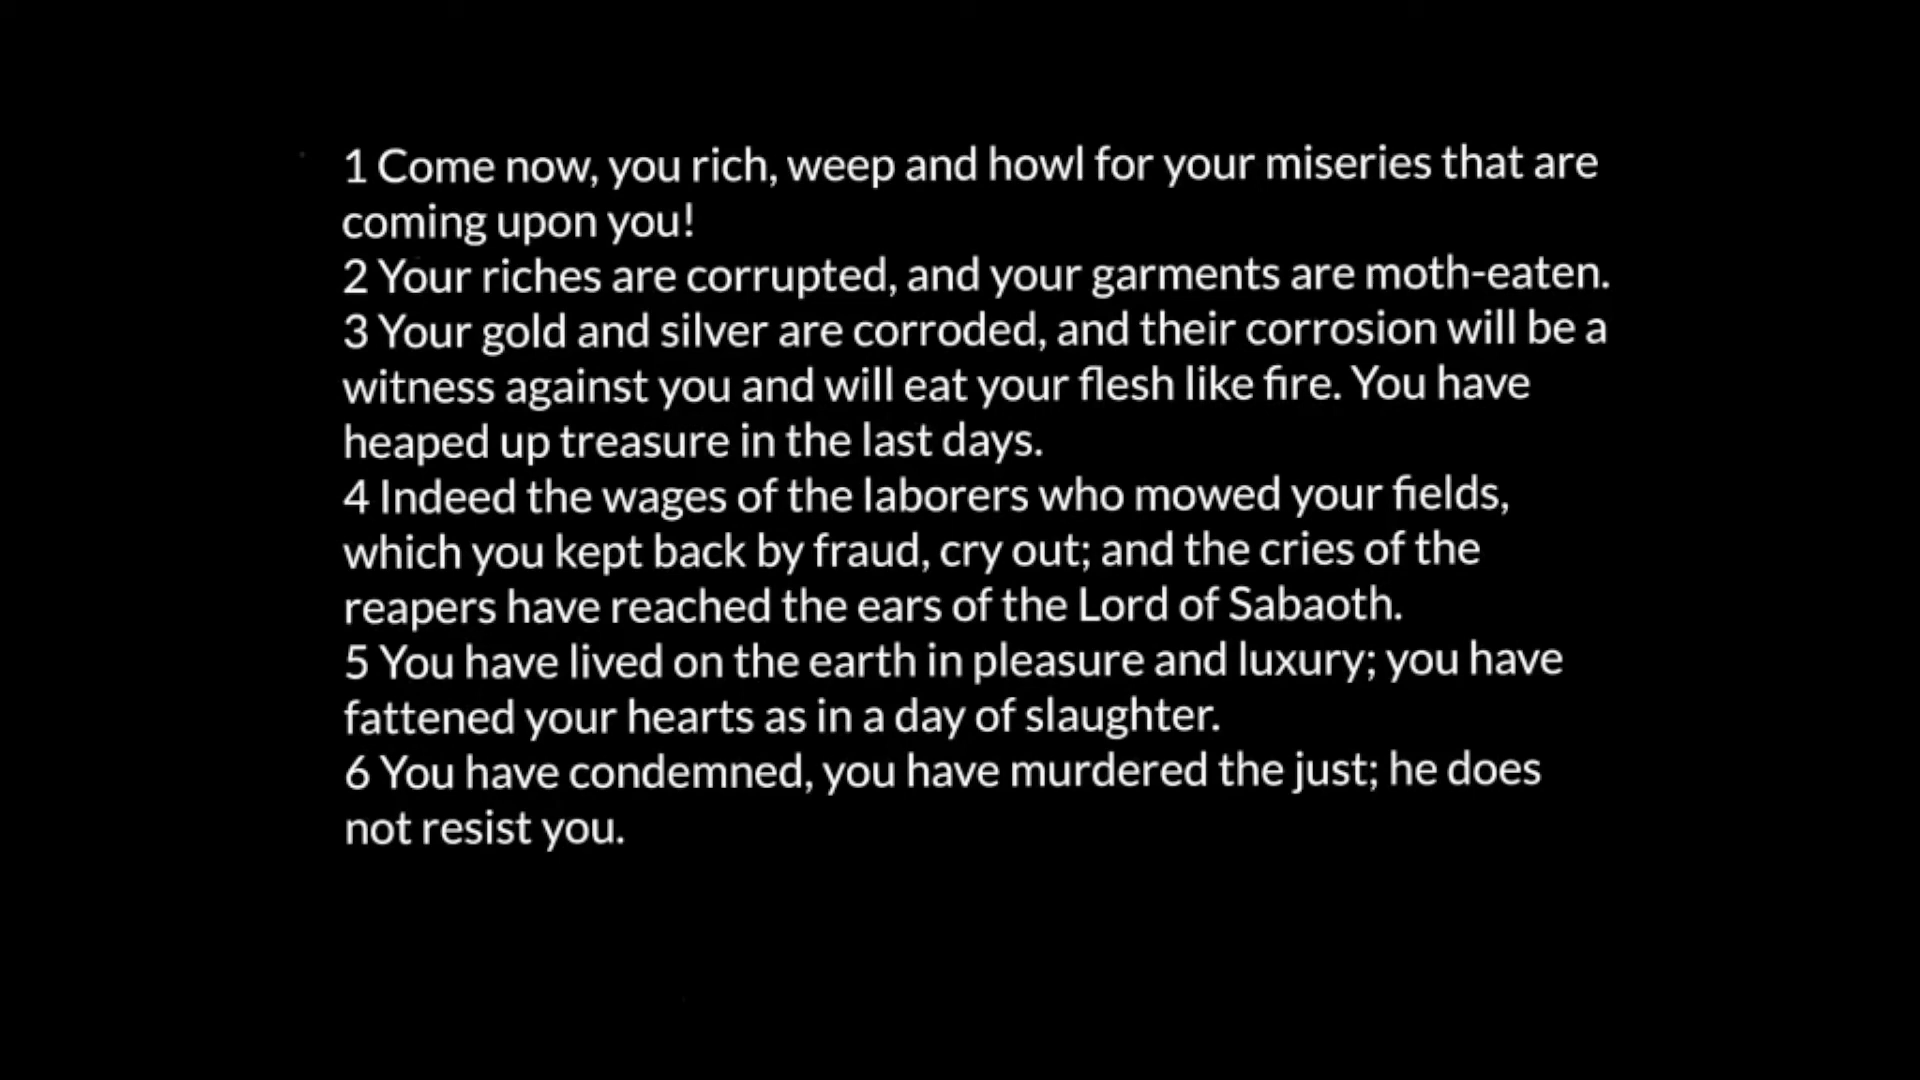 1 Come now, you rich, weep and howl for your miseries that are
coming upon you!
2 Your riches are corrupted, and your garments are moth-eaten.
3 Your gold and silver are corroded, and their corrosion will be a
witness against you and will eat your flesh like fire. You have
heaped up treasure in the last days.
4 Indeed the wages of the laborers who mowed your fields,
which you kept back by fraud, cry out; and the cries of the
reapers have reached the ears of the Lord of Sabaoth.
5 You have lived on the earth in pleasure and luxury; you have
fattened your hearts as in a day of slaughter.
6 You have condemned, you have murdered the just; he does
not resist you.